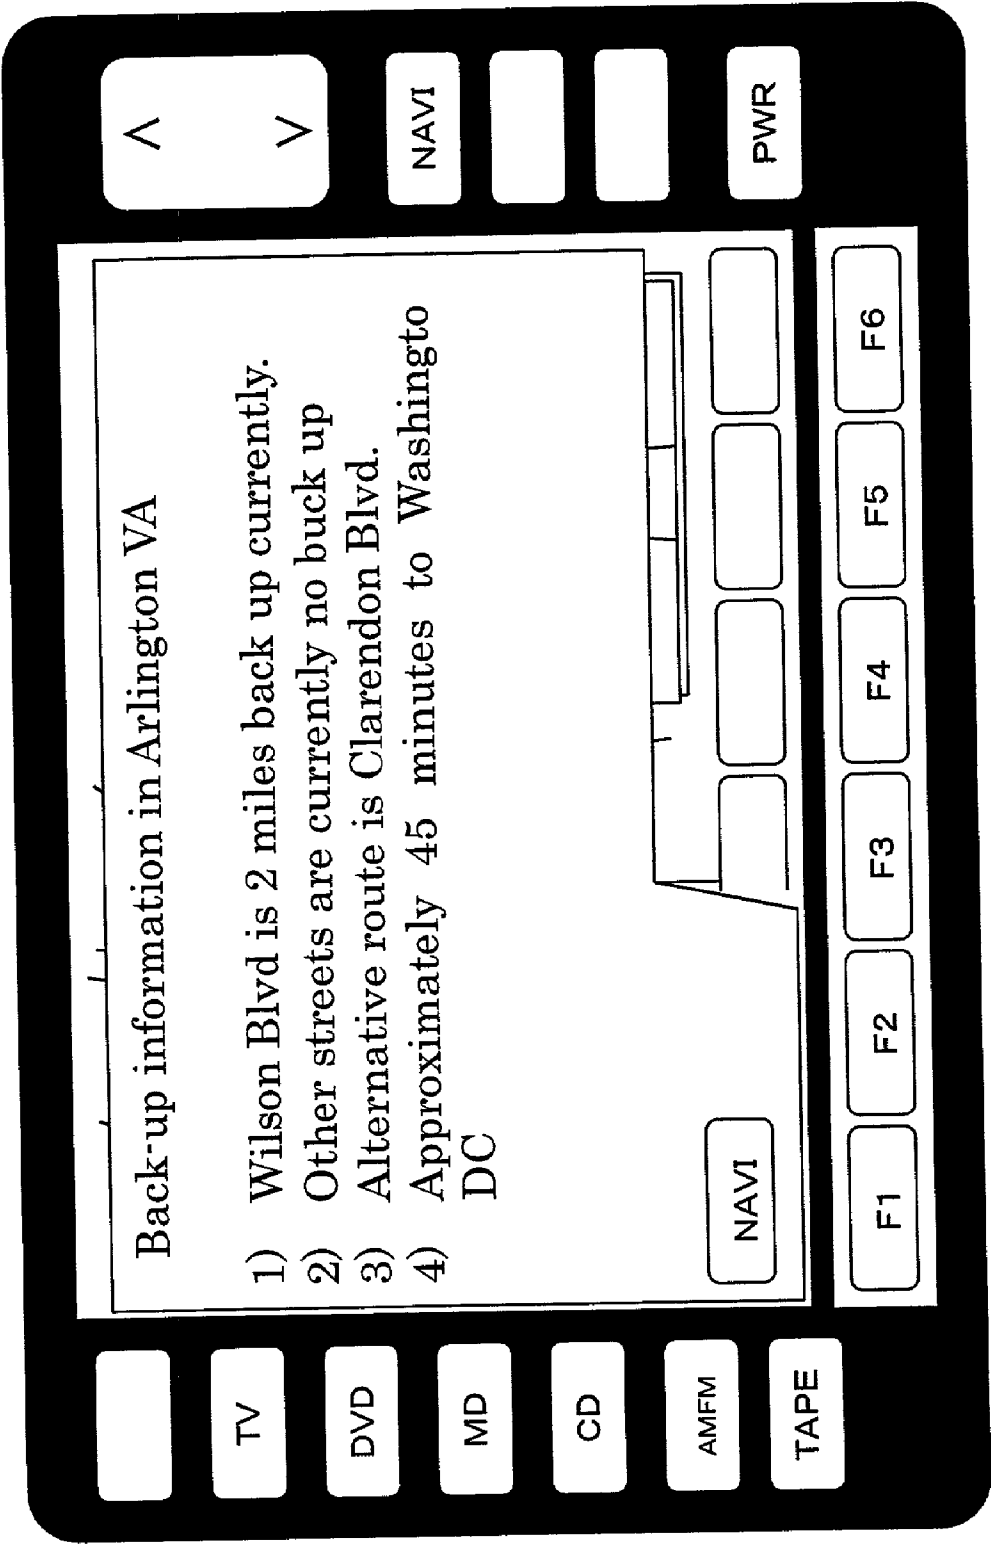 Back-up information in Arlington VA
1) Wilson Blvd is 2 miles back up currently.
2) Other streets are currently no buck up
3) Alternative route is Clarendon Blvd.
4) Approximately 45 minutes to Washingto
DC
NAVI
TV
DVD
MD
CD
AMFM
TAPE
<
>
NAVI
PWR
F1
F2
F3
F4
F5
F6